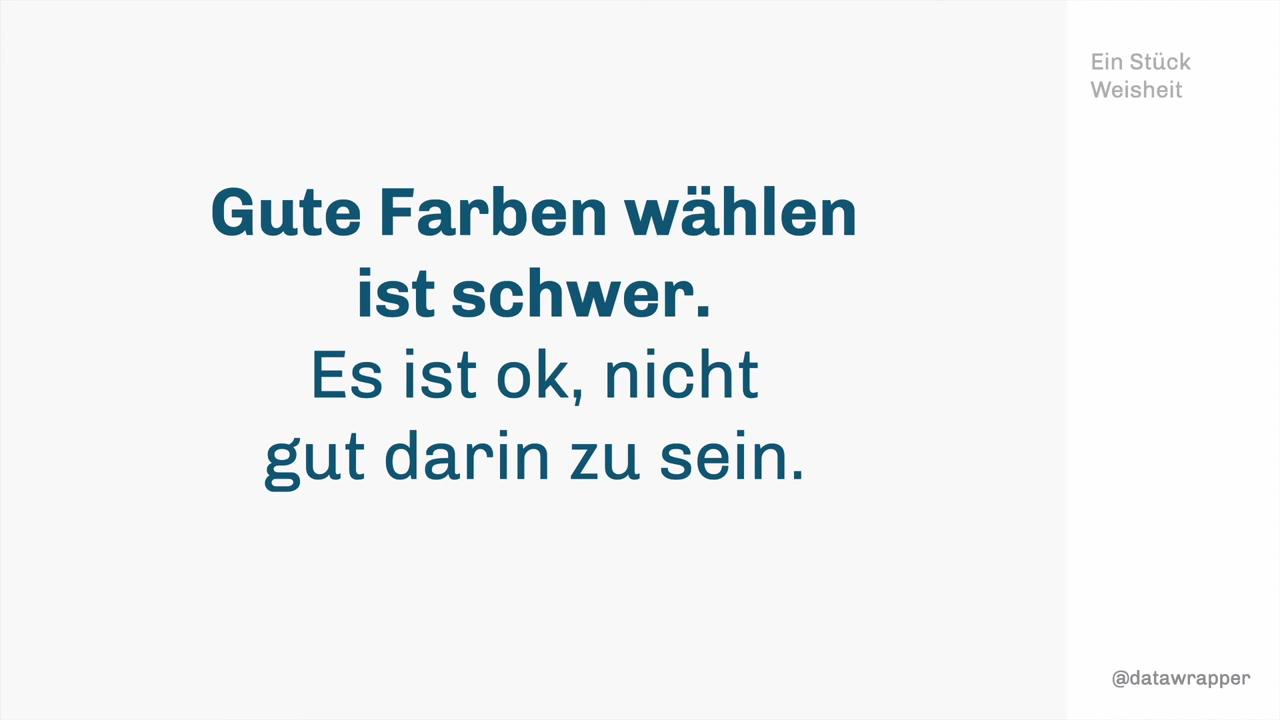 Gute Farben wählen
ist schwer.
Es ist ok, nicht
gut darin zu sein.
Ein Stück
Weisheit
@datawrapper